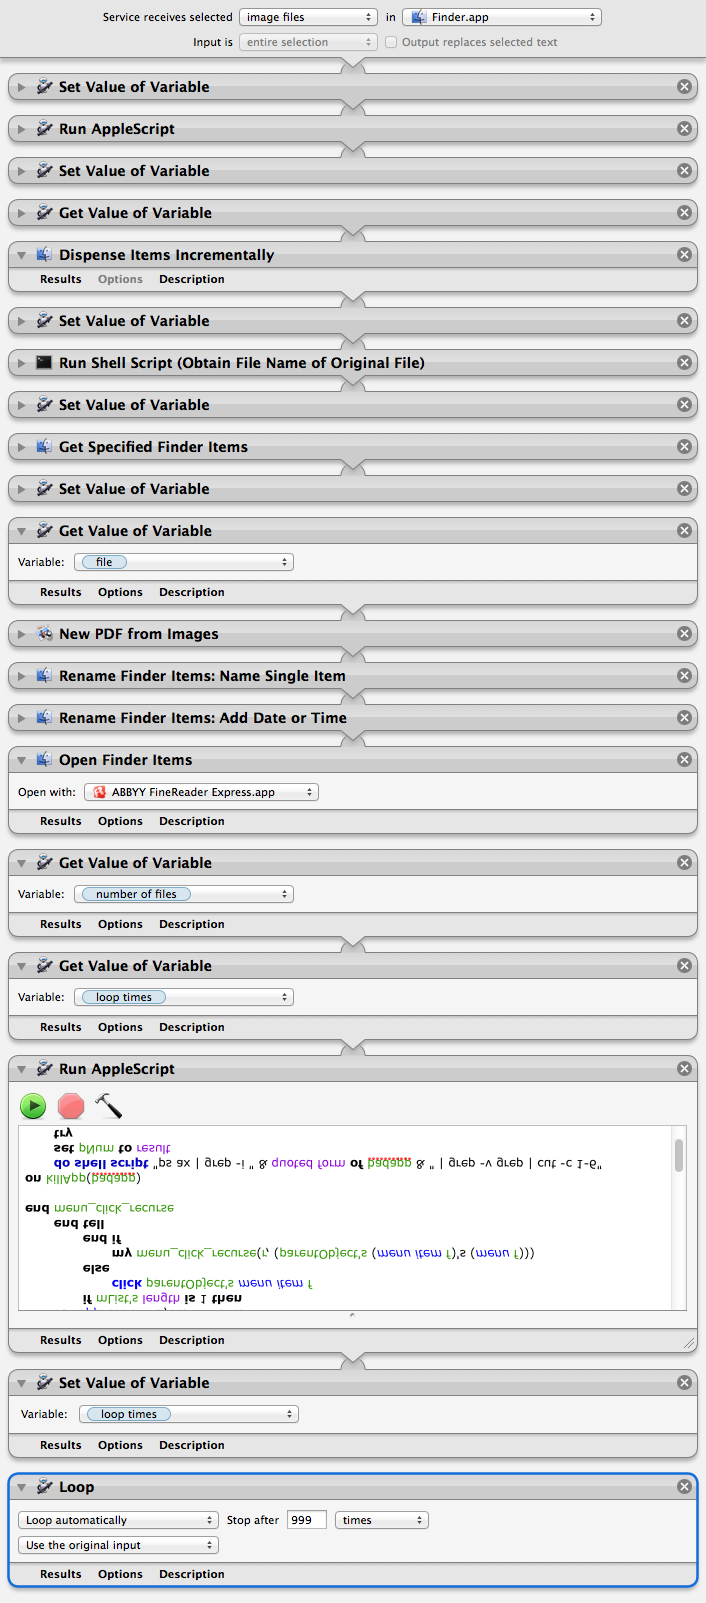 Service receives selected image files in Finder.app
Input is entire selection Output replaces selected text
Set Value of Variable
Run AppleScript
Set Value of Variable
Get Value of Variable
Dispense Items Incrementally
Results Options Description
Set Value of Variable
Run Shell Script (Obtain File Name of Original File)
Set Value of Variable
Get Specified Finder Items
Set Value of Variable
Get Value of Variable
Variable: file
Results Options Description
New PDF from Images
Rename Finder Items: Name Single Item
Rename Finder Items: Add Date or Time
Open Finder Items
Open with: ABBYY FineReader Express.app
Results Options Description
Get Value of Variable
Variable: number of files
Results Options Description
Get Value of Variable
Variable: loop times
Results Options Description
Run AppleScript
try
set pNum to result
do shell script "ps ax | grep -i " & quoted form of badapp & " | grep -v grep | cut -c 1-6"
on killApp(badapp)
end menu_click_recurse
end tell
end if
my menu_click_recurse(r, (parentObject's (menu item f)'s (menu f)))
else
click parentObject's menu item f
if mList's length is 1 then
Results Options Description
Set Value of Variable
Variable: loop times
Results Options Description
Loop
Loop automatically Stop after 999 times
Use the original input
Results Options Description